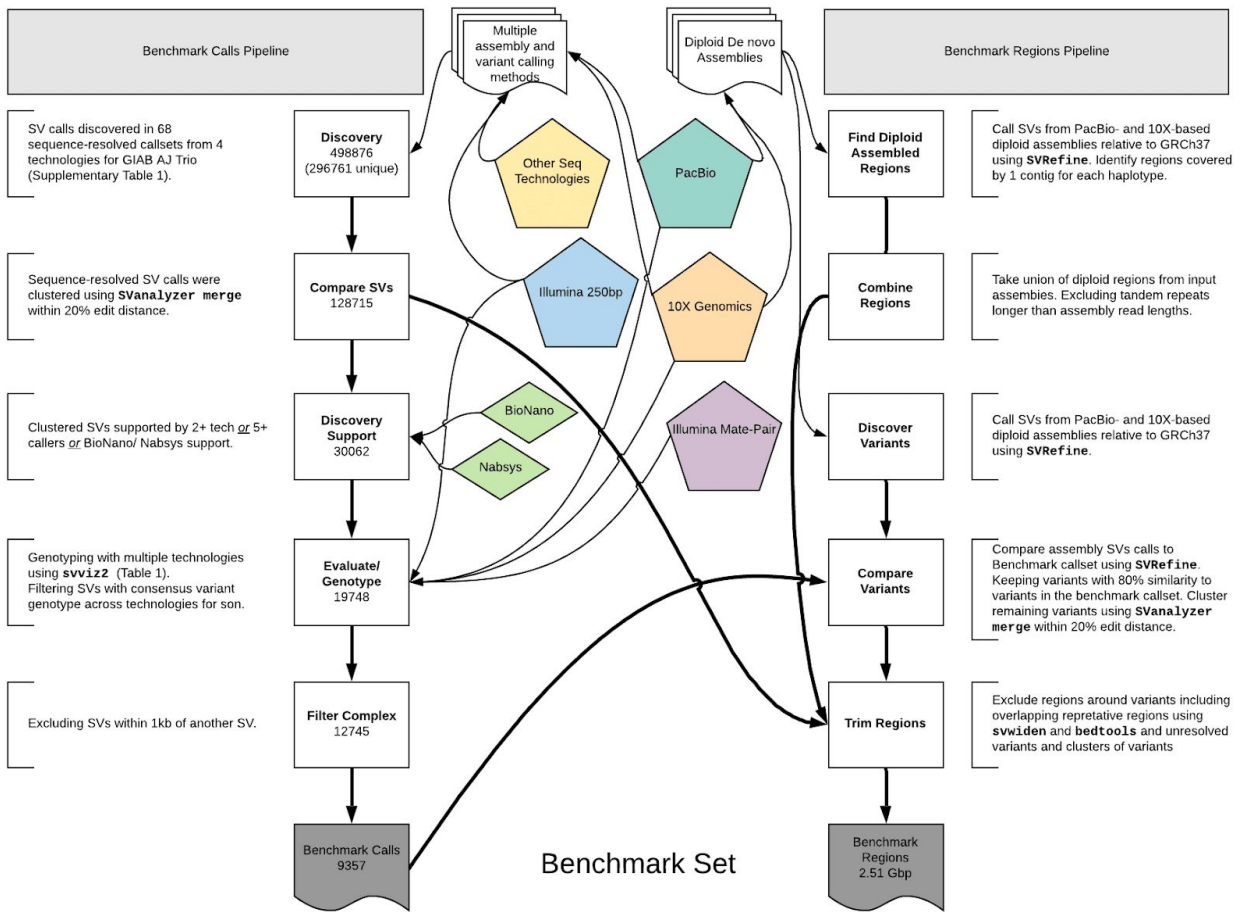 Benchmark Calls Pipeline
Multiple
assembly and
variant calling
methods
Diploid De novo
Assemblies
Benchmark Regions Pipeline
SV calls discovered in 68
sequence-resolved callsets from 4
technologies for GIAB AJ Trio
(Supplementary Table 1).
Discovery
498876
(296761 unique)
Other Seq
Technologies
PacBio
Find Diploid
Assembled
Regions
Call SVs from PacBio- and 10X-based
diploid assemblies relative to GRCh37
using SVRefine. Identify regions covered
by 1 contig for each haplotype.
Sequence-resolved SV calls were
clustered using SVanalyzer merge
within 20% edit distance.
Compare SVs
128715
Illumina 250bp
10X Genomics
Combine
Regions
Take union of diploid regions from input
assemblies. Excluding tandem repeats
longer than assembly read lengths.
Clustered SVs supported by 2+ tech or 5+
callers or BioNano/ Nabsys support.
Discovery
Support
30062
BioNano
Nabsys
Illumina Mate-Pair
Discover
Variants
Call SVs from PacBio- and 10X-based
diploid assemblies relative to GRCh37
using SVRefine.
Genotyping with multiple technologies
using svviz2 (Table 1).
Filtering SVs with consensus variant
genotype across technologies for son.
Evaluate/
Genotype
19748
Compare
Variants
Compare assembly SVs calls to
Benchmark callset using SVRefine.
Keeping variants with 80% similarity to
variants in the benchmark callset. Cluster
remaining variants using SVanalyzer
merge within 20% edit distance.
Excluding SVs within 1kb of another SV.
Filter Complex
12745
Trim Regions
Exclude regions around variants including
overlapping repretative regions using
svwiden and bedtools and unresolved
variants and clusters of variants
Benchmark Calls
9357
Benchmark Set
Benchmark
Regions
2.51 Gbp